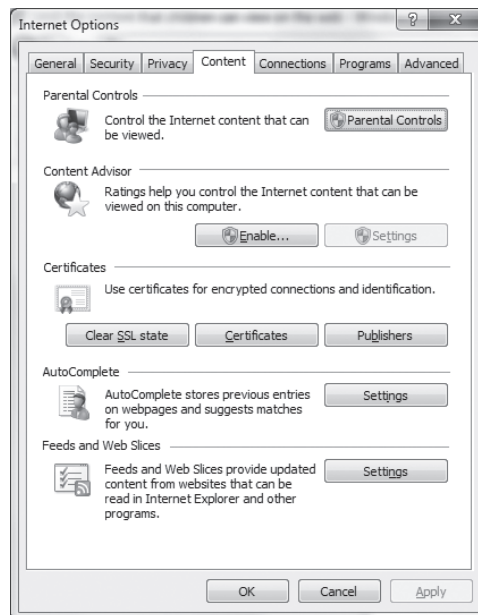 Internet Options
General Security Privacy Content Connections Programs Advanced
Parental Controls
Control the Internet content that can
be viewed.
Parental Controls
Content Advisor
Ratings help you control the Internet content that can be
viewed on this computer.
Enable...
Settings
Certificates
Use certificates for encrypted connections and identification.
Clear SSL state
Certificates
Publishers
AutoComplete
AutoComplete stores previous entries
on webpages and suggests matches
for you.
Settings
Feeds and Web Slices
Feeds and Web Slices provide updated
content from websites that can be
read in Internet Explorer and other
programs.
Settings
OK
Cancel
Apply